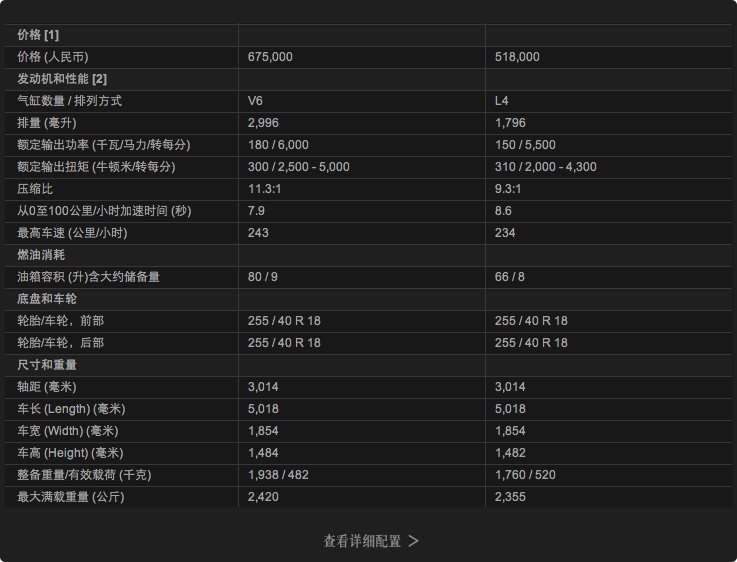 价格 [1]
价格 (人民币) 675,000 518,000
发动机和性能 [2]
气缸数量 / 排列方式 V6 L4
排量 (毫升) 2,996 1,796
额定输出功率 (千瓦/马力/转每分) 180 / 6,000 150 / 5,500
额定输出扭矩 (牛顿米/转每分) 300 / 2,500 - 5,000 310 / 2,000 - 4,300
压缩比 11.3:1 9.3:1
从0至100公里/小时加速时间 (秒) 7.9 8.6
最高车速 (公里/小时) 243 234
燃油消耗
油箱容积 (升)含大约储备量 80 / 9 66 / 8
底盘和车轮
轮胎/车轮，前部 255 / 40 R 18 255 / 40 R 18
轮胎/车轮，后部 255 / 40 R 18 255 / 40 R 18
尺寸和重量
轴距 (毫米) 3,014 3,014
车长 (Length) (毫米) 5,018 5,018
车宽 (Width) (毫米) 1,854 1,854
车高 (Height) (毫米) 1,484 1,482
整备重量/有效载荷 (千克) 1,938 / 482 1,760 / 520
最大满载重量 (公斤) 2,420 2,355
查看详细配置 >